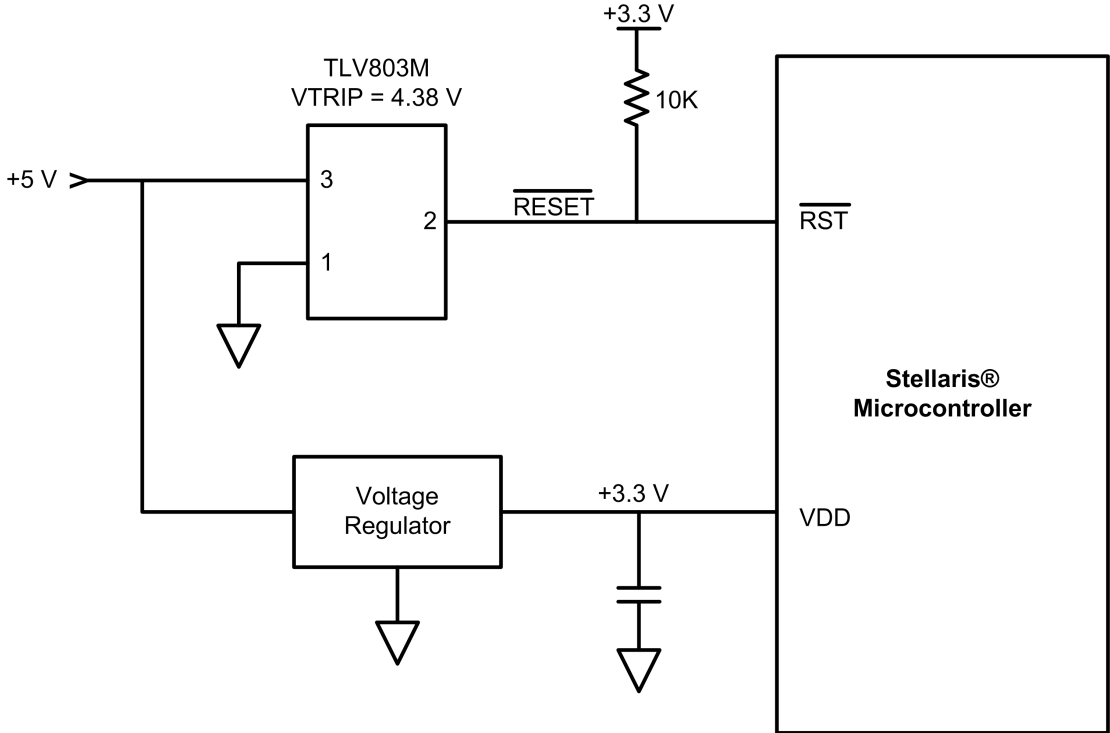 +3.3 V
TLV803M
VTRIP = 4.38 V
10K
+5 V
3
RESET
2
RST
1
Stellaris®
Microcontroller
Voltage
Regulator
+3.3 V
VDD